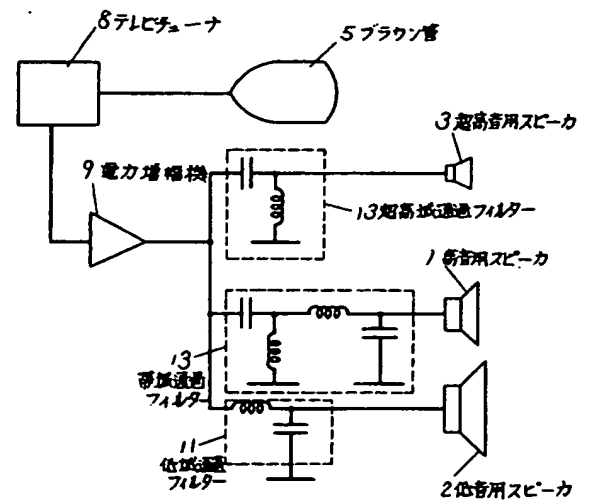 8テレビチューナ
5ブラウン管
3超高音用スピーカ
9電力増幅機
13超高域通過フィルター
1高音用スピーカ
13
帯域通過
フィルター
11
低域通過
フィルター
2低音用スピーカ